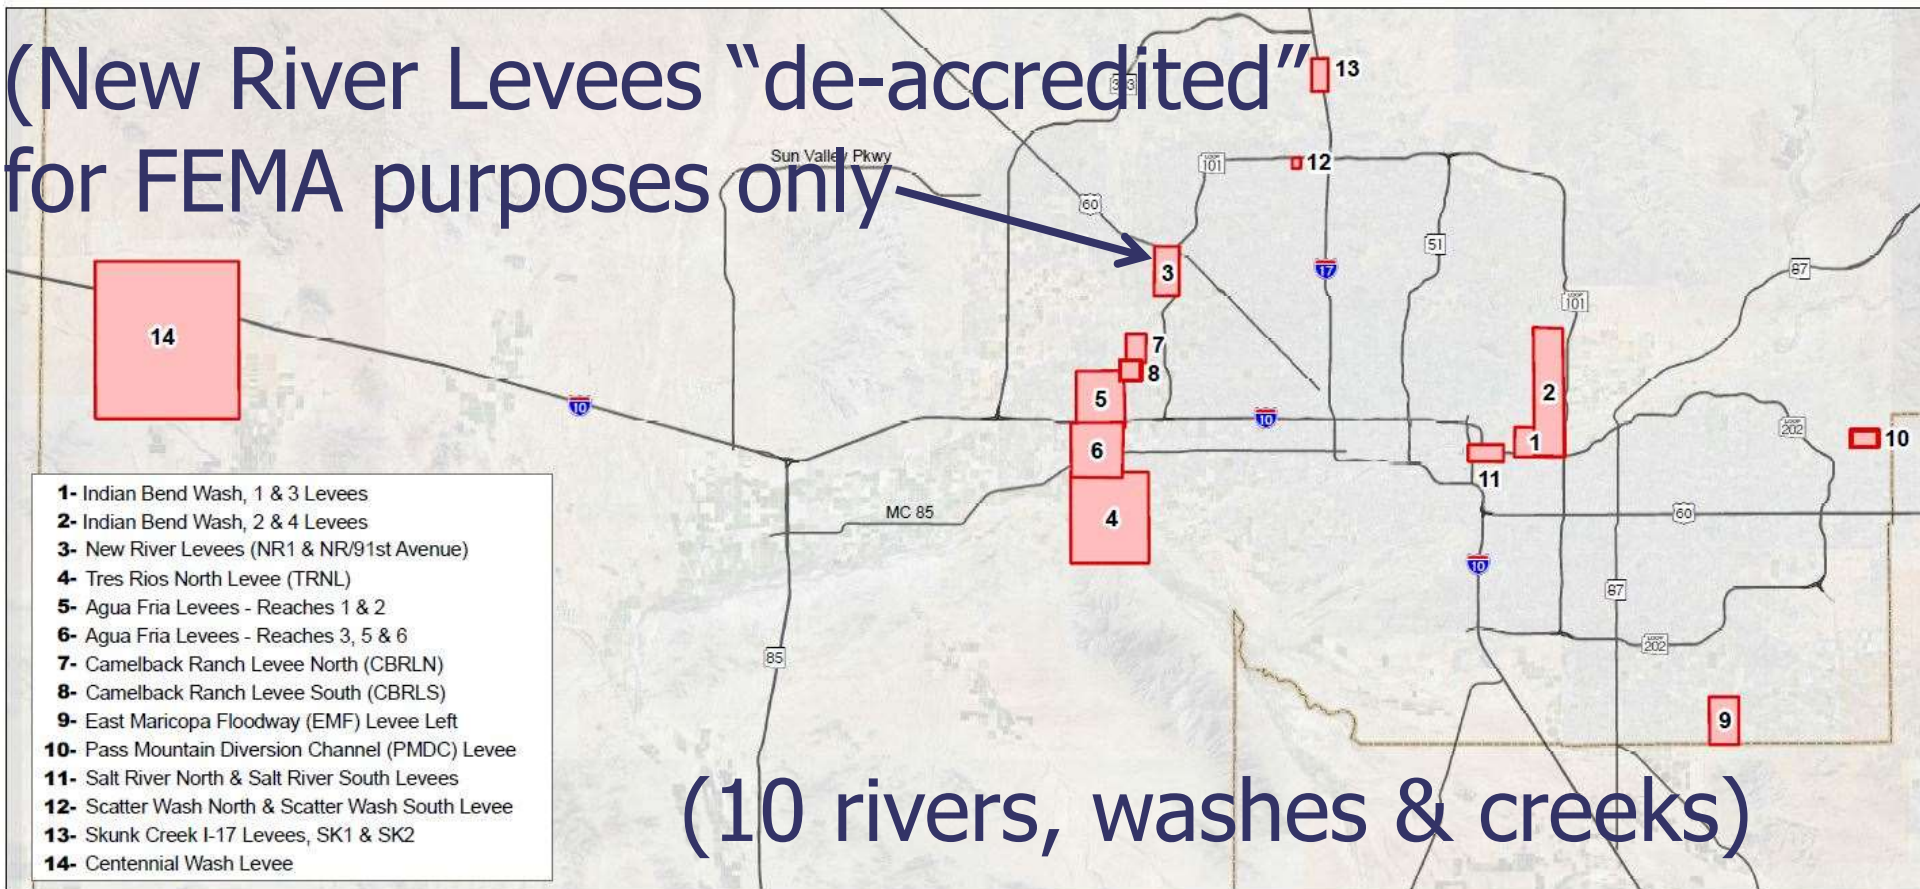 (New River Levees “de-accredited”
for FEMA purposes only
13
303
Sun Valley Pkwy
LOOP
101
12
60
51
3
17
87
LOOP
101
14
7
8
2
10
5
10
LOOP
202
10
6
1
11
4
MC 85
60
10
87
85
LOOP
202
9
1- Indian Bend Wash, 1 & 3 Levees
2- Indian Bend Wash, 2 & 4 Levees
3- New River Levees (NR1 & NR/91st Avenue)
4- Tres Rios North Levee (TRNL)
5- Agua Fria Levees - Reaches 1 & 2
6- Agua Fria Levees - Reaches 3, 5 & 6
7- Camelback Ranch Levee North (CBRLN)
8- Camelback Ranch Levee South (CBRLS)
9- East Maricopa Floodway (EMF) Levee Left
10- Pass Mountain Diversion Channel (PMDC) Levee
11- Salt River North & Salt River South Levees
12- Scatter Wash North & Scatter Wash South Levee
13- Skunk Creek I-17 Levees, SK1 & SK2
14- Centennial Wash Levee
(10 rivers, washes & creeks)